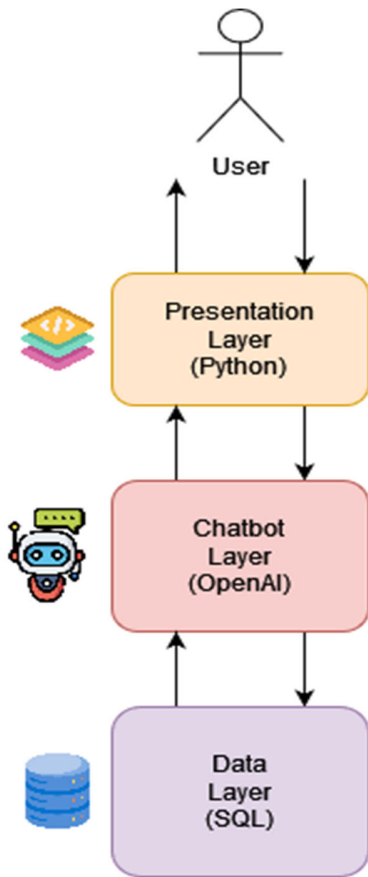 User
Presentation
Layer
(Python)
Chatbot
Layer
(OpenAI)
Data
Layer
(SQL)